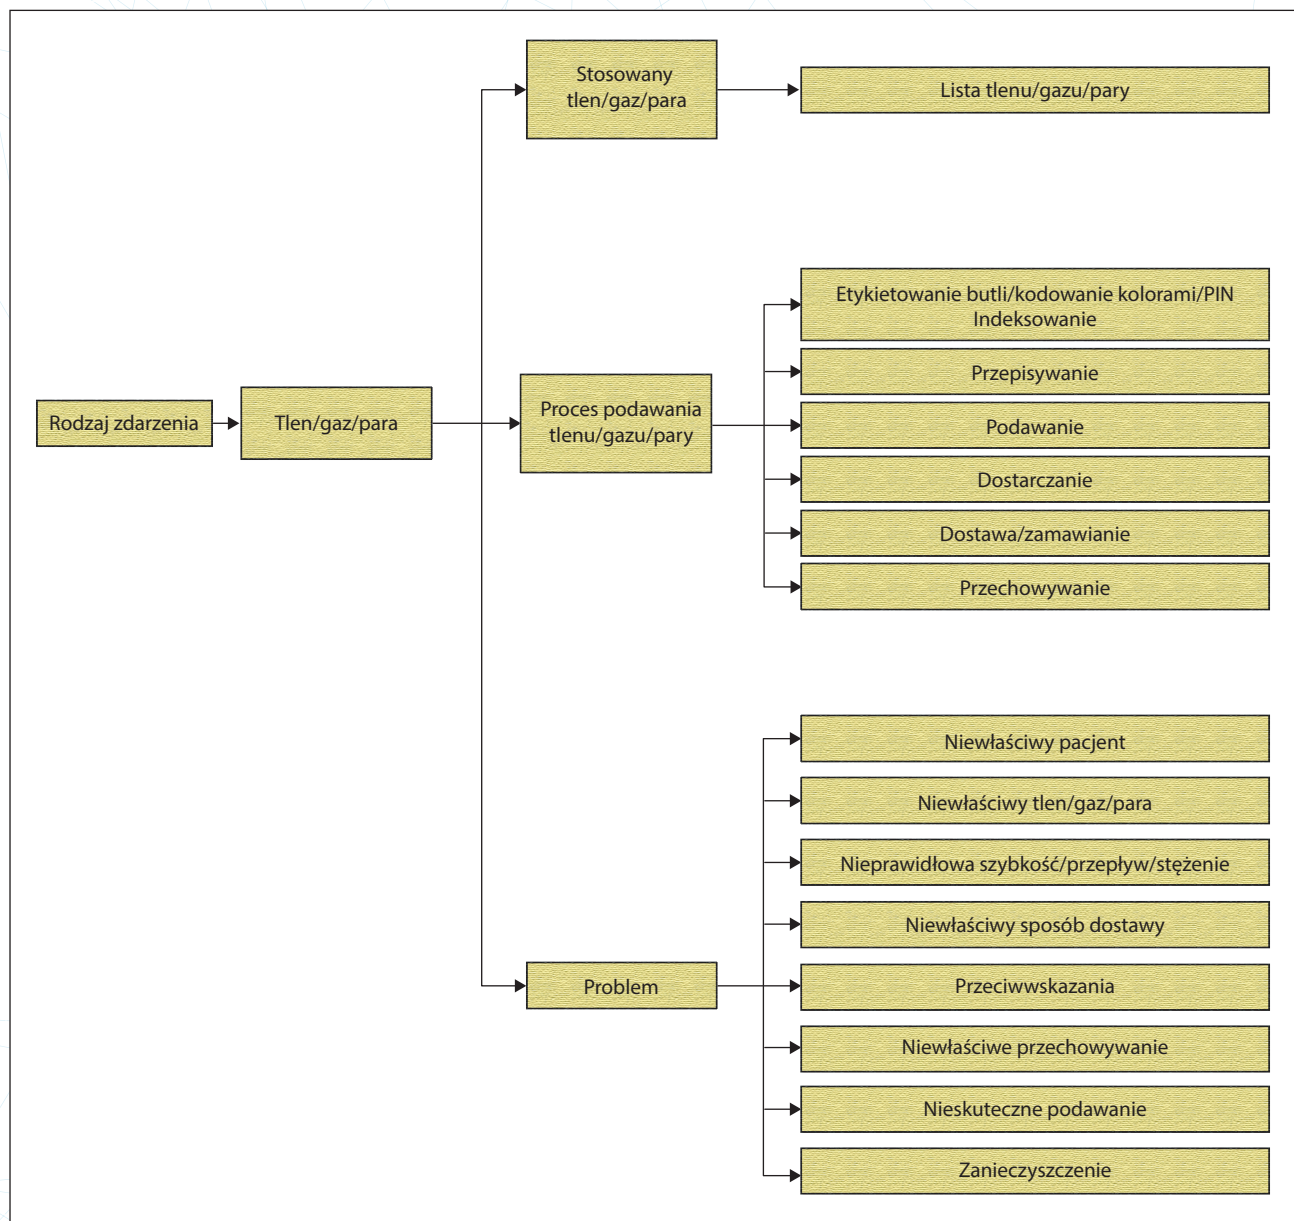 Rodzaj zdarzenia
Tlen/gaz/para
Stosowany
tlen/gaz/para
Lista tlenu/gazu/pary
Proces podawania
tlenu/gazu/pary
Etykietowanie butli/kodowanie kolorami/PIN
Indeksowanie
Przepisywanie
Podawanie
Dostarczanie
Dostawa/zamawianie
Przechowywanie
Problem
Niewłaściwy pacjent
Niewłaściwy tlen/gaz/para
Nieprawidłowa szybkość/przepływ/stężenie
Niewłaściwy sposób dostawy
Przeciwwskazania
Niewłaściwe przechowywanie
Nieskuteczne podawanie
Zanieczyszczenie